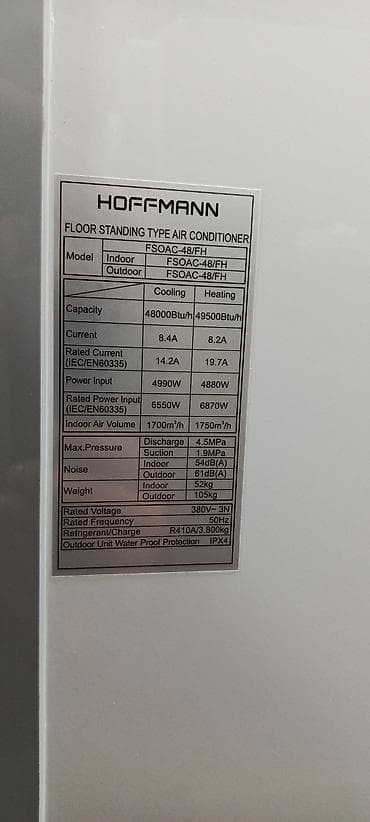 HOFFMANN
FLOOR STANDING TYPE AIR CONDITIONER
Model FSOAC-48/FH
Indoor FSOAC-48/FH
Outdoor FSOAC-48/FH
Cooling Heating
Capacity 48000Btu/h 49500Btu/h
Current 8.4A 8.2A
Rated Current (IEC/EN60335) 14.2A 19.7A
Power Input 4990W 4880W
Rated Power Input (IEC/EN60335) 6550W 6870W
Indoor Air Volume 1700m³/h 1750m³/h
Max.Pressure Discharge 4.5MPa
Suction 1.9MPa
Noise Indoor 54dB(A)
Outdoor 61dB(A)
Weight Indoor 52kg
Outdoor 105kg
Rated Voltage 380V~ 3N
Rated Frequency 50Hz
Refrigerant/Charge R410A/3.800kg
Outdoor Unit Water Proof Protection IPX4